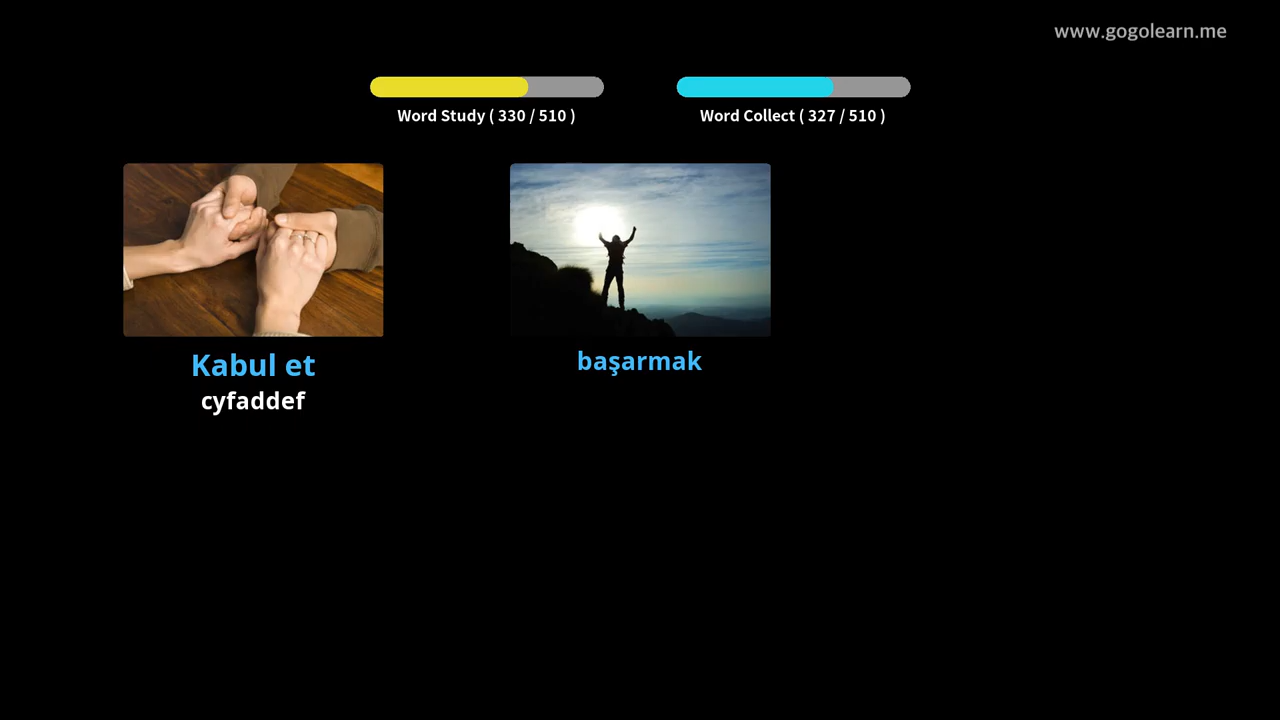 www.gogolearn.me
Word Study ( 330 / 510 )
Word Collect ( 327 / 510 )
Kabul et
cyfaddef
başarmak